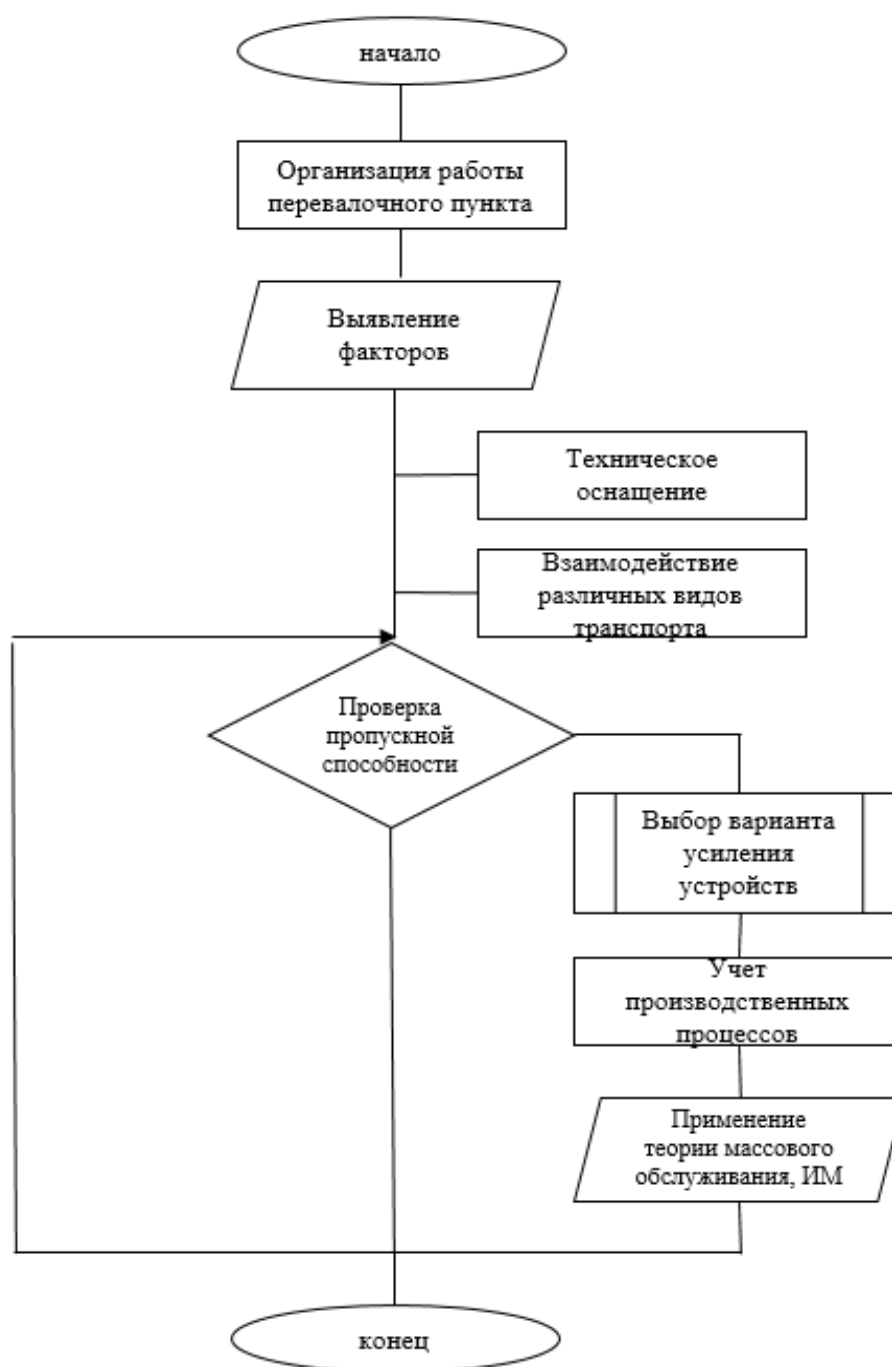 начало
Организация работы
перевалочного пункта
Выявление
факторов
Техническое
оснащение
Взаимодействие
различных видов
транспорта
Проверка
пропускной
способности
Выбор варианта
усиления
устройств
Учет
производственных
процессов
Применение
теории массового
обслуживания, ИМ
конец